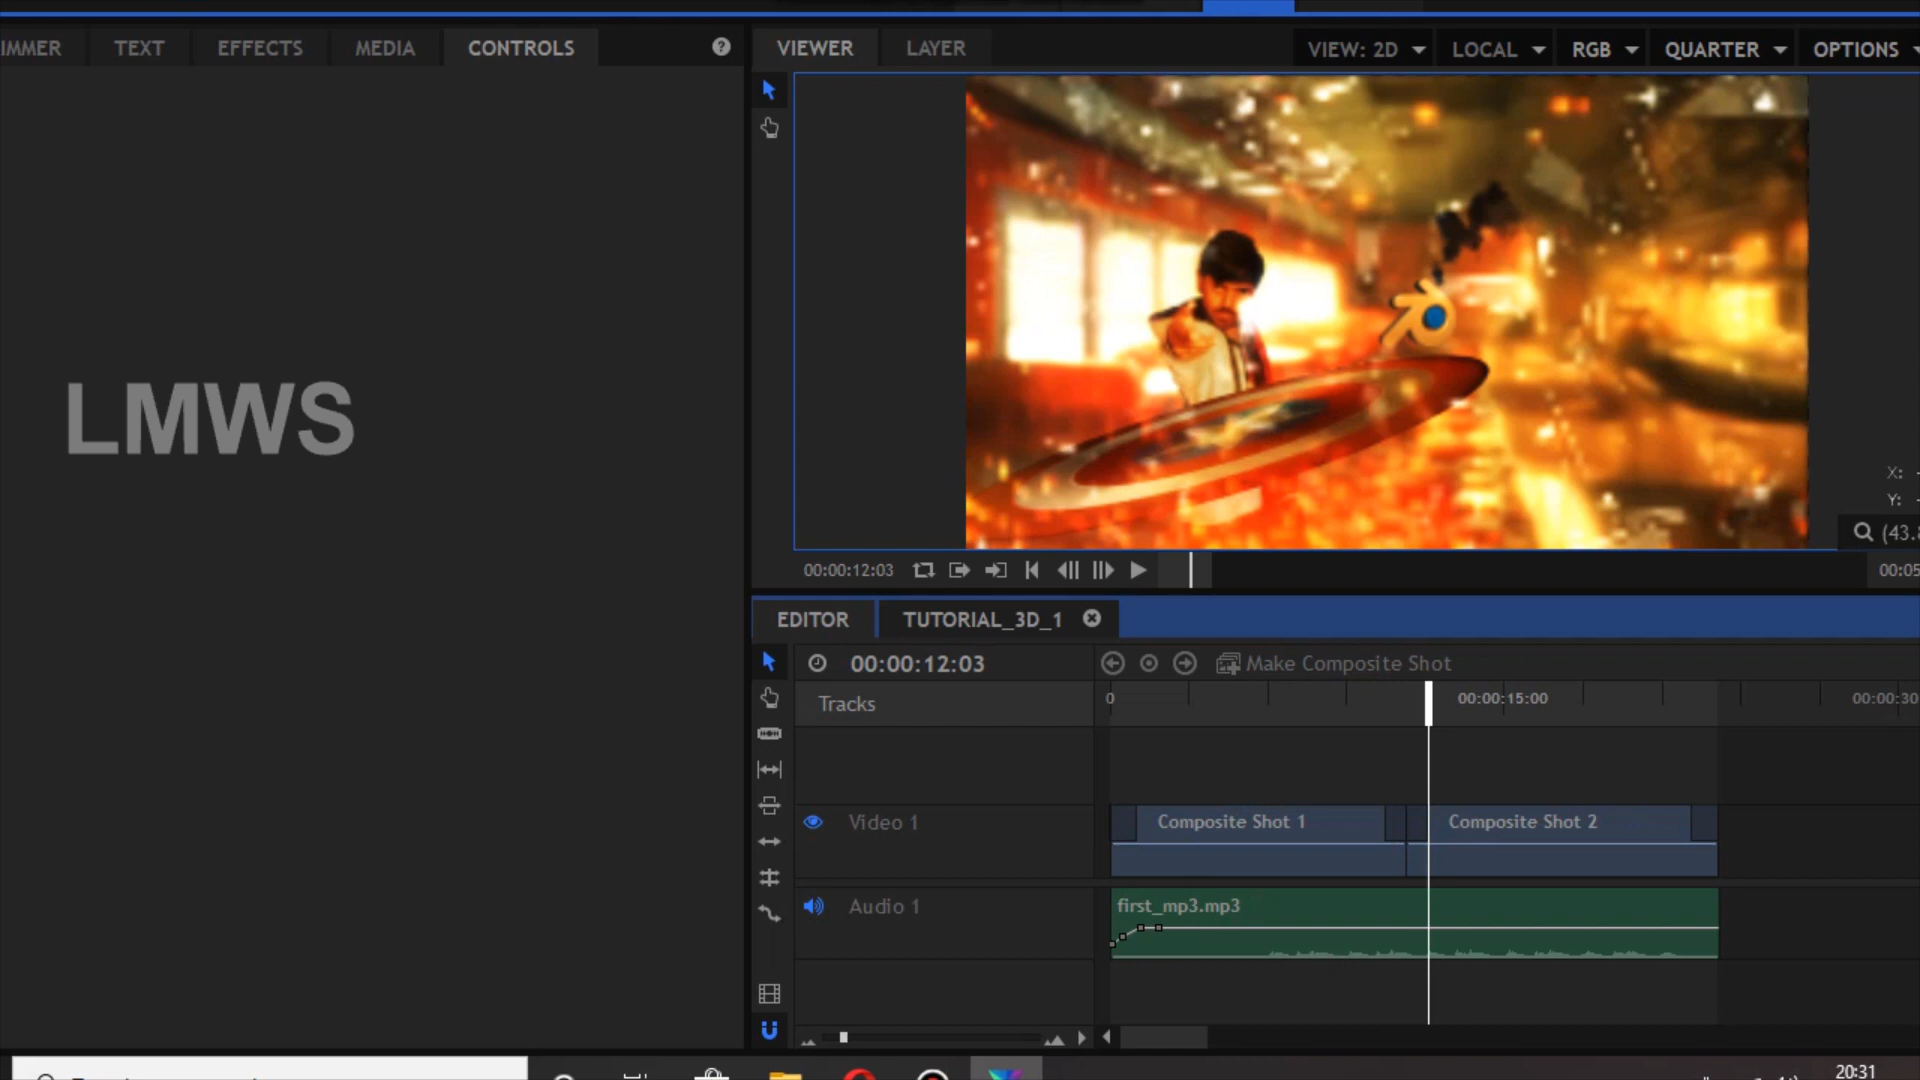 IMMER TEXT EFFECTS MEDIA CONTROLS ?
VIEWER LAYER VIEW: 2D LOCAL RGB QUARTER OPTIONS
LMWS
X: -
Y: -
(43.
00:00:12:03 00:05
EDITOR TUTORIAL_3D_1
00:00:12:03 Make Composite Shot
Tracks 0 00:00:15:00 00:00:30
Video 1 Composite Shot 1 Composite Shot 2
Audio 1 first_mp3.mp3
20:31